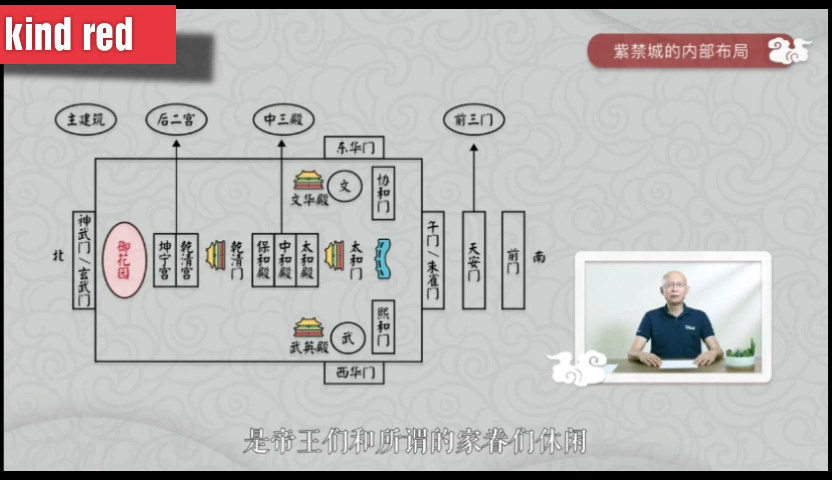 kind red
紫禁城的内部布局
主建筑
后二宫
中三殿
前三门
东华门
文华殿
文
协和门
北
神武门/玄武门
御花园
坤宁宫
乾清宫
乾清门
保和殿
中和殿
太和殿
太和门
午门/朱雀门
天安门
前门
南
武英殿
武
熙和门
西华门
是帝王们和所谓的家眷们休闲